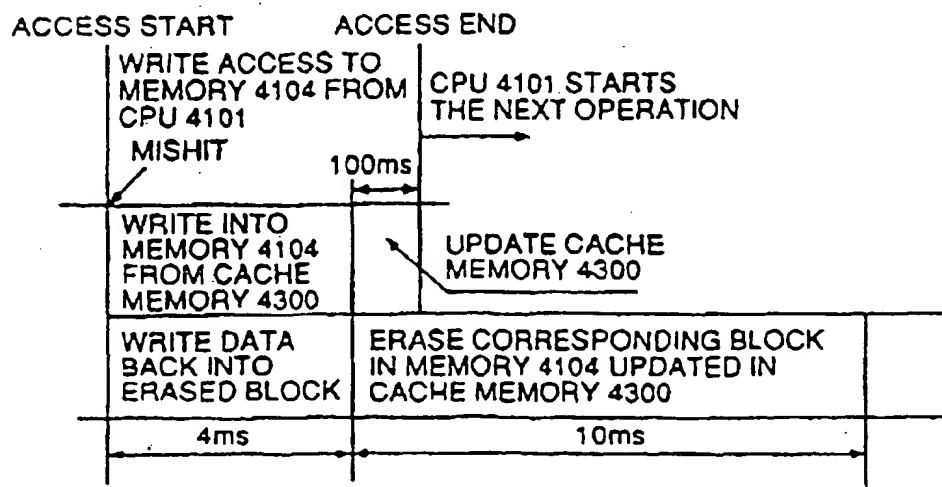 ACCESS START
ACCESS END
WRITE ACCESS TO
MEMORY 4104 FROM
CPU 4101
CPU 4101 STARTS
THE NEXT OPERATION
MISHIT
100ms
WRITE INTO
MEMORY 4104
FROM CACHE
MEMORY 4300
UPDATE CACHE
MEMORY 4300
WRITE DATA
BACK INTO
ERASED BLOCK
ERASE CORRESPONDING BLOCK
IN MEMORY 4104 UPDATED IN
CACHE MEMORY 4300
4ms
10ms